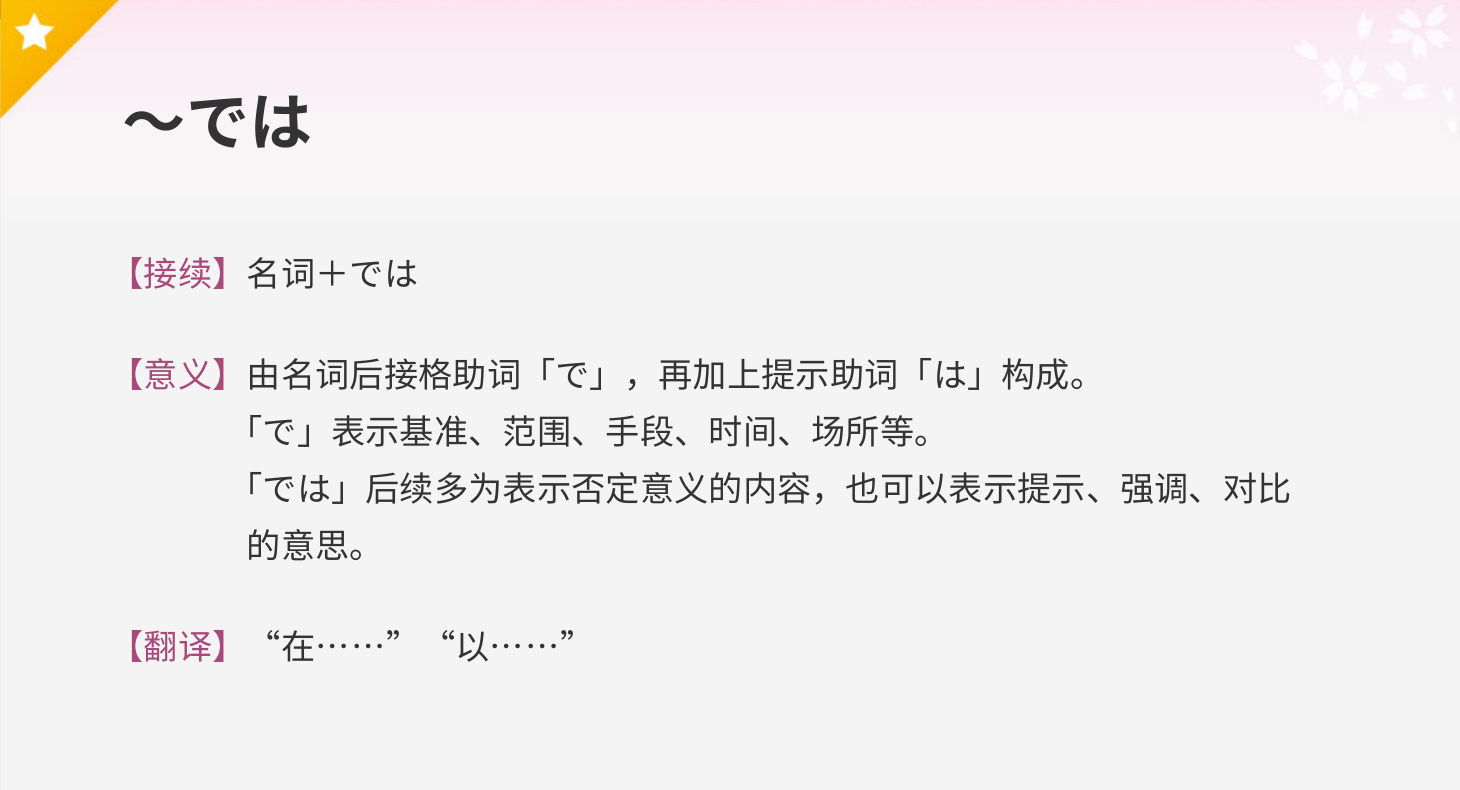 ～では
【接续】名词＋では
【意义】由名词后接格助词「で」，再加上提示助词「は」构成。
「で」表示基准、范围、手段、时间、场所等。
「では」后续多为表示否定意义的内容，也可以表示提示、强调、对比
的意思。
【翻译】“在……” “以……”